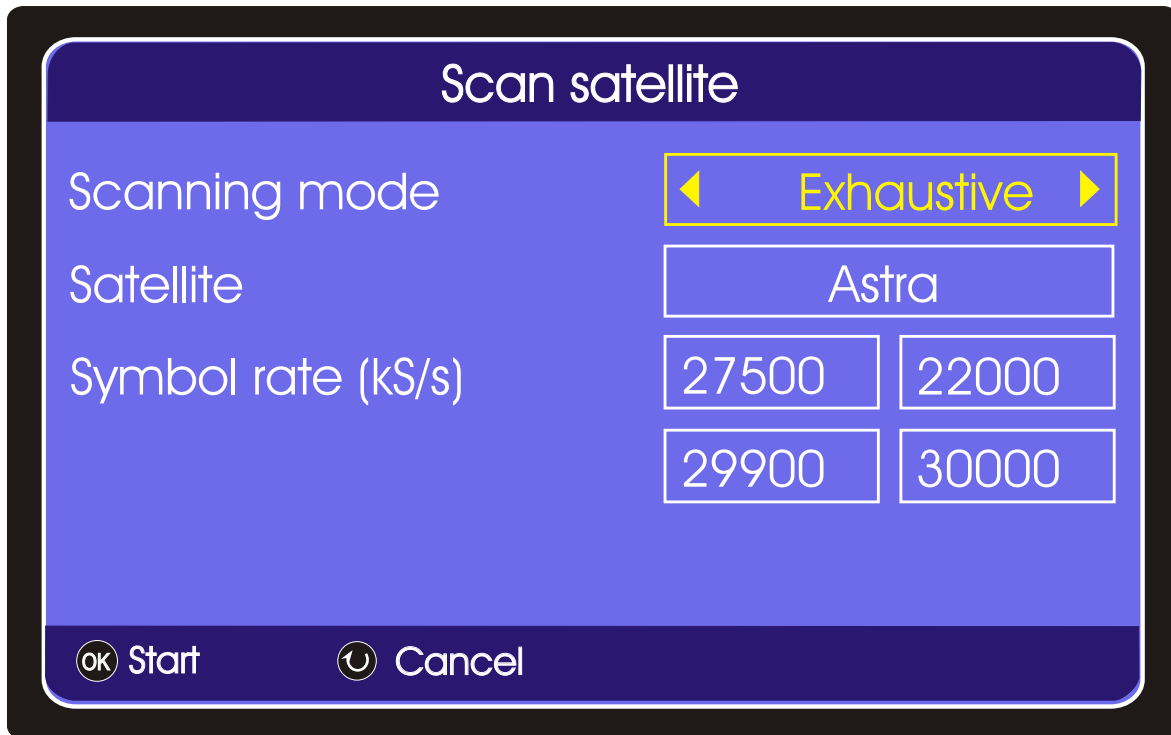 Scan satellite
Scanning mode Exhaustive
Satellite Astra
Symbol rate (kS/s) 27500 22000
29900 30000
OK Start Cancel